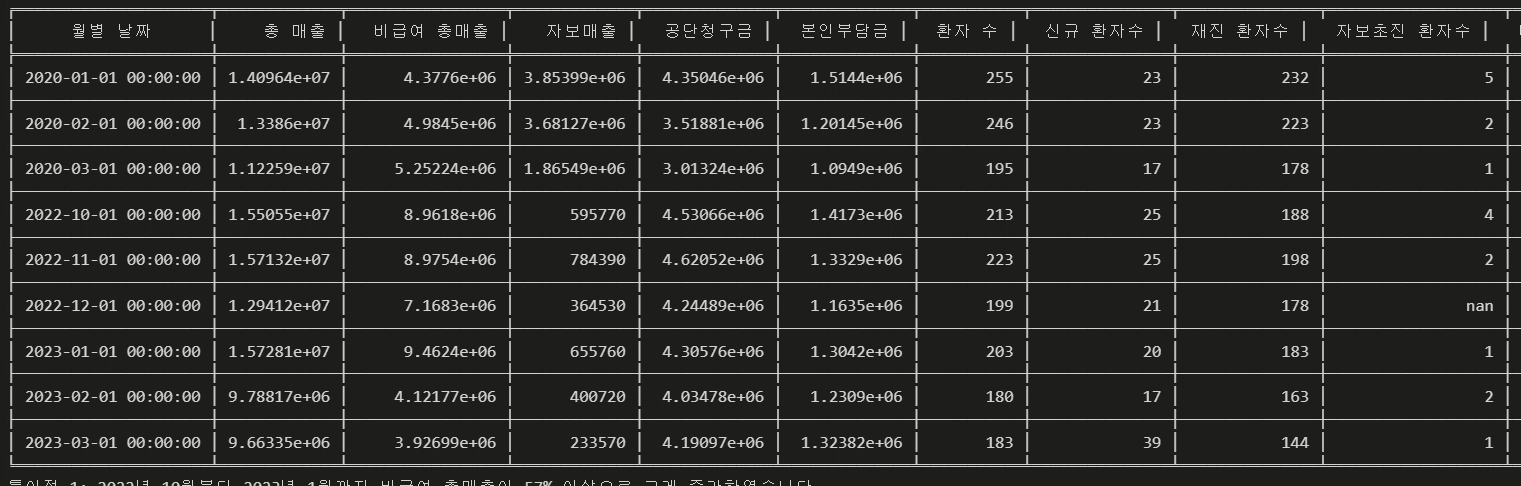 월별 날짜 총 매출 비급여 총매출 자보매출 공단청구금 본인부담금 환자 수 신규 환자수 재진 환자수 자보초진 환자수
2020-01-01 00:00:00 1.40964e+07 4.3776e+06 3.85399e+06 4.35046e+06 1.5144e+06 255 23 232 5
2020-02-01 00:00:00 1.3386e+07 4.9845e+06 3.68127e+06 3.51881e+06 1.20145e+06 246 23 223 2
2020-03-01 00:00:00 1.12259e+07 5.25224e+06 1.86549e+06 3.01324e+06 1.0949e+06 195 17 178 1
2022-10-01 00:00:00 1.55055e+07 8.9618e+06 595770 4.53066e+06 1.4173e+06 213 25 188 4
2022-11-01 00:00:00 1.57132e+07 8.9754e+06 784390 4.62052e+06 1.3329e+06 223 25 198 2
2022-12-01 00:00:00 1.29412e+07 7.1683e+06 364530 4.24489e+06 1.1635e+06 199 21 178 nan
2023-01-01 00:00:00 1.57281e+07 9.4624e+06 655760 4.30576e+06 1.3042e+06 203 20 183 1
2023-02-01 00:00:00 9.78817e+06 4.12177e+06 400720 4.03478e+06 1.2309e+06 180 17 163 2
2023-03-01 00:00:00 9.66335e+06 3.92699e+06 233570 4.19097e+06 1.32382e+06 183 39 144 1